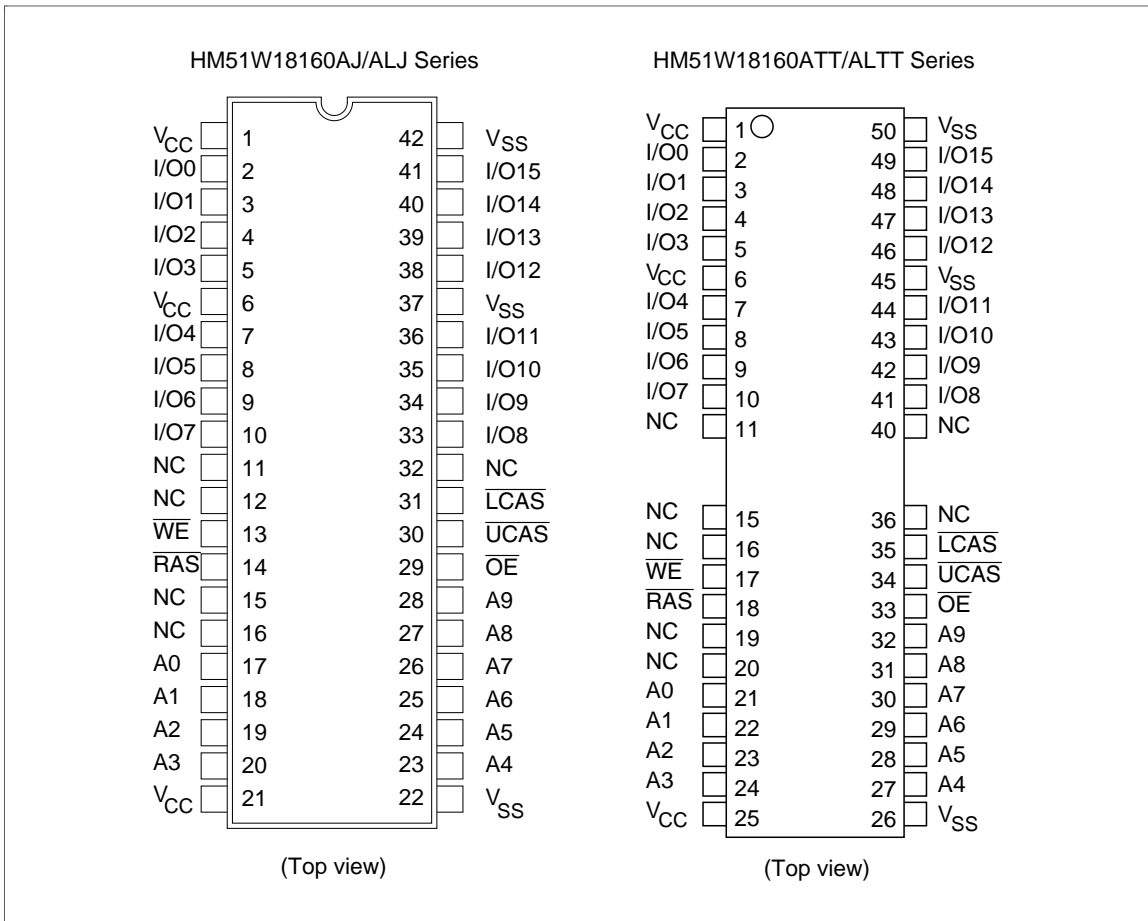 HM51W18160AJ/ALJ Series
VCC 1 42 VSS
I/O0 2 41 I/O15
I/O1 3 40 I/O14
I/O2 4 39 I/O13
I/O3 5 38 I/O12
VCC 6 37 VSS
I/O4 7 36 I/O11
I/O5 8 35 I/O10
I/O6 9 34 I/O9
I/O7 10 33 I/O8
NC 11 32 NC
NC 12 31 LCAS
WE 13 30 UCAS
RAS 14 29 OE
NC 15 28 A9
NC 16 27 A8
A0 17 26 A7
A1 18 25 A6
A2 19 24 A5
A3 20 23 A4
VCC 21 22 VSS
(Top view)
HM51W18160ATT/ALTT Series
VCC 1 50 VSS
I/O0 2 49 I/O15
I/O1 3 48 I/O14
I/O2 4 47 I/O13
I/O3 5 46 I/O12
VCC 6 45 VSS
I/O4 7 44 I/O11
I/O5 8 43 I/O10
I/O6 9 42 I/O9
I/O7 10 41 I/O8
NC 11 40 NC
NC 15 36 NC
NC 16 35 LCAS
WE 17 34 UCAS
RAS 18 33 OE
NC 19 32 A9
NC 20 31 A8
A0 21 30 A7
A1 22 29 A6
A2 23 28 A5
A3 24 27 A4
VCC 25 26 VSS
(Top view)